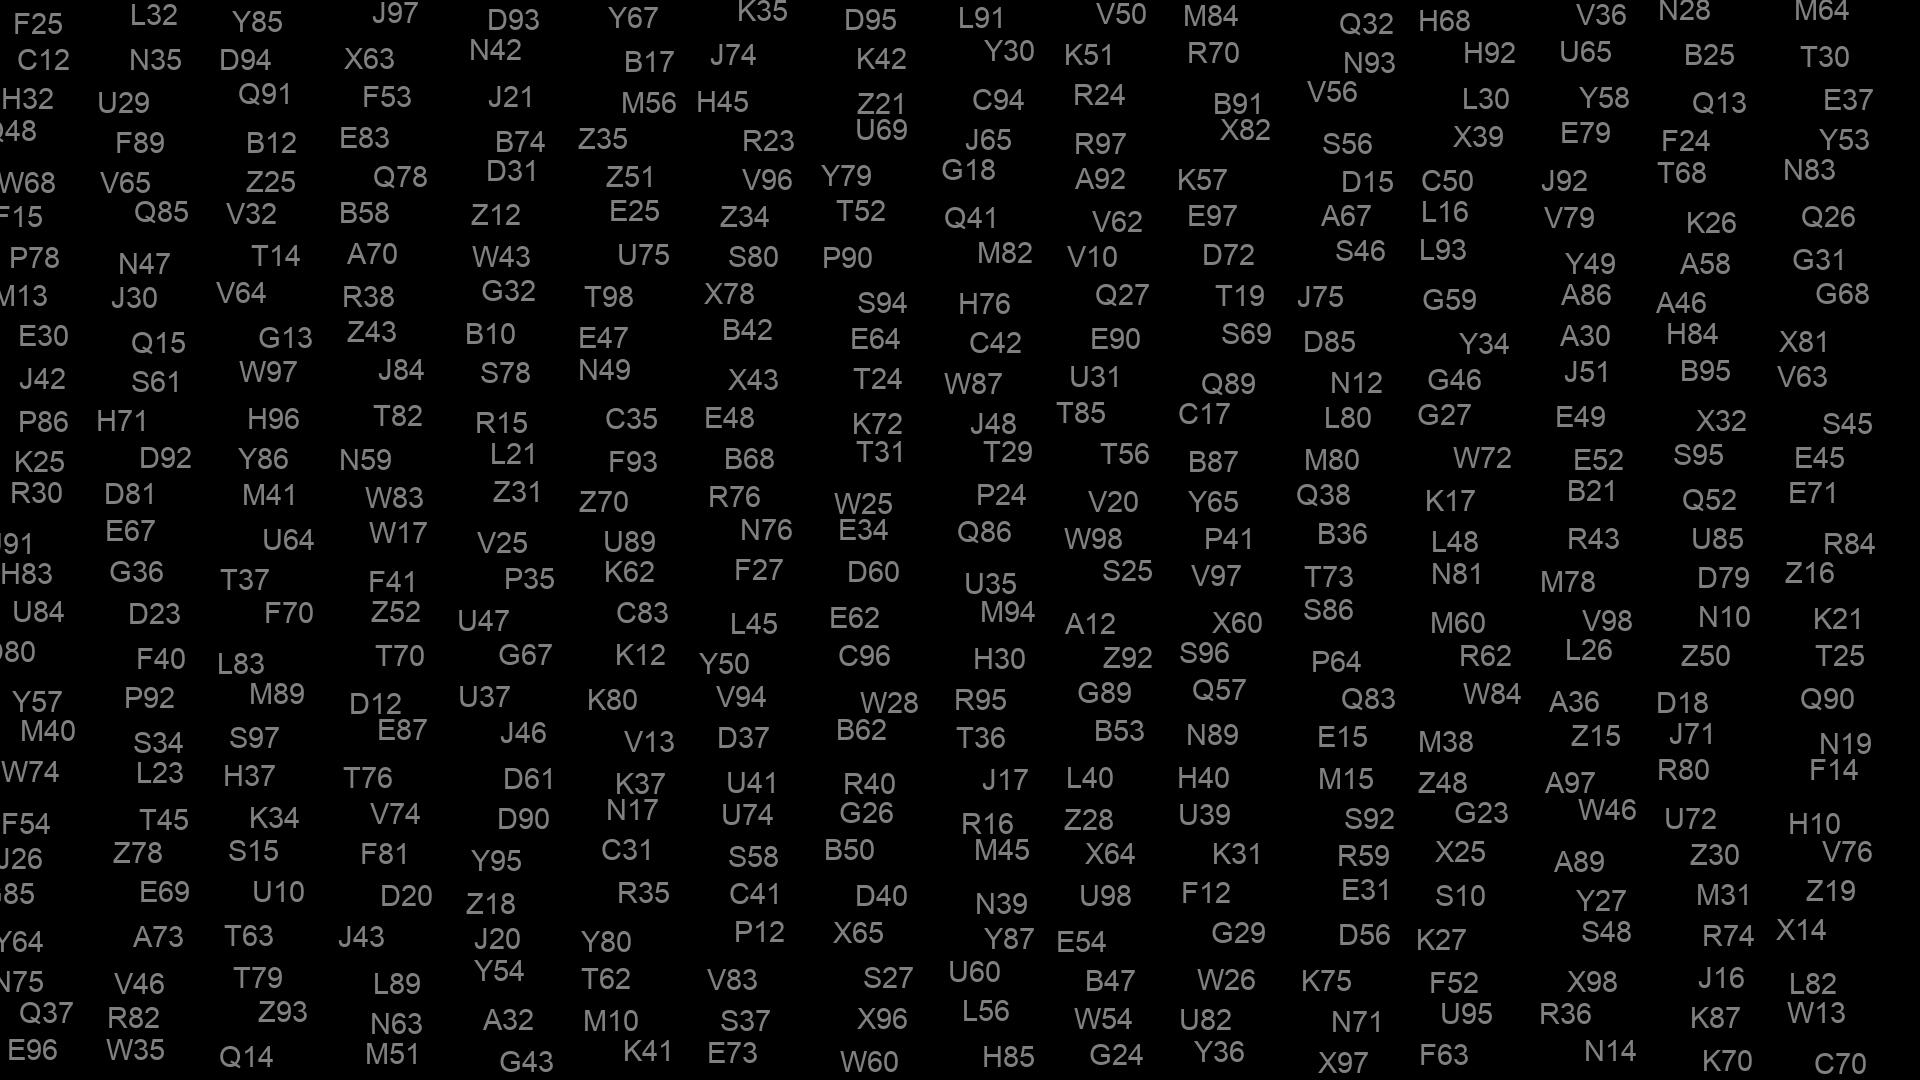 F25 L32 Y85 J97 D93 Y67 K35 D95 L91 V50 M84 Q32 H68 V36 N28 M64
C12 N35 D94 X63 N42 B17 J74 K42 Y30 K51 R70 N93 H92 U65 B25 T30
H32 U29 Q91 F53 J21 M56 H45 Z21 C94 R24 B91 V56 L30 Y58 Q13 E37
Q48 F89 B12 E83 B74 Z35 R23 U69 J65 R97 X82 S56 X39 E79 F24 Y53
W68 V65 Z25 Q78 D31 Z51 V96 Y79 G18 A92 K57 D15 C50 J92 T68 N83
F15 Q85 V32 B58 Z12 E25 Z34 T52 Q41 V62 E97 A67 L16 V79 K26 Q26
P78 N47 T14 A70 W43 U75 S80 P90 M82 V10 D72 S46 L93 Y49 A58 G31
M13 J30 V64 R38 G32 T98 X78 S94 H76 Q27 T19 J75 G59 A86 A46 G68
E30 Q15 G13 Z43 B10 E47 B42 E64 C42 E90 S69 D85 Y34 A30 H84 X81
J42 S61 W97 J84 S78 N49 X43 T24 W87 U31 Q89 N12 G46 J51 B95 V63
P86 H71 H96 T82 R15 C35 E48 K72 J48 T85 C17 L80 G27 E49 X32 S45
K25 D92 Y86 N59 L21 F93 B68 T31 T29 T56 B87 M80 W72 E52 S95 E45
R30 D81 M41 W83 Z31 Z70 R76 W25 P24 V20 Y65 Q38 K17 B21 Q52 E71
E67 U64 W17 V25 U89 N76 E34 Q86 W98 P41 B36 L48 R43 U85 R84
H83 G36 T37 F41 P35 K62 F27 D60 U35 S25 V97 T73 N81 M78 D79 Z16
U84 D23 F70 Z52 U47 C83 L45 E62 M94 A12 X60 S86 M60 V98 N10 K21
F40 L83 T70 G67 K12 Y50 C96 H30 Z92 S96 P64 R62 L26 Z50 T25
Y57 P92 M89 D12 U37 K80 V94 W28 R95 G89 Q57 Q83 W84 A36 D18 Q90
M40 S34 S97 E87 J46 V13 D37 B62 T36 B53 N89 E15 M38 Z15 J71 N19
W74 L23 H37 T76 D61 K37 U41 R40 J17 L40 H40 M15 Z48 A97 R80 F14
F54 T45 K34 V74 D90 N17 U74 G26 R16 Z28 U39 S92 G23 W46 U72 H10
J26 Z78 S15 F81 Y95 C31 S58 B50 M45 X64 K31 R59 X25 A89 Z30 V76
E69 U10 D20 Z18 R35 C41 D40 N39 U98 F12 E31 S10 Y27 M31 Z19
Y64 A73 T63 J43 J20 Y80 P12 X65 Y87 E54 G29 D56 K27 S48 R74 X14
N75 V46 T79 L89 Y54 T62 V83 S27 U60 B47 W26 K75 F52 X98 J16 L82
Q37 R82 Z93 N63 A32 M10 S37 X96 L56 W54 U82 N71 U95 R36 K87 W13
E96 W35 Q14 M51 G43 K41 E73 W60 H85 G24 Y36 X97 F63 N14 K70 C70